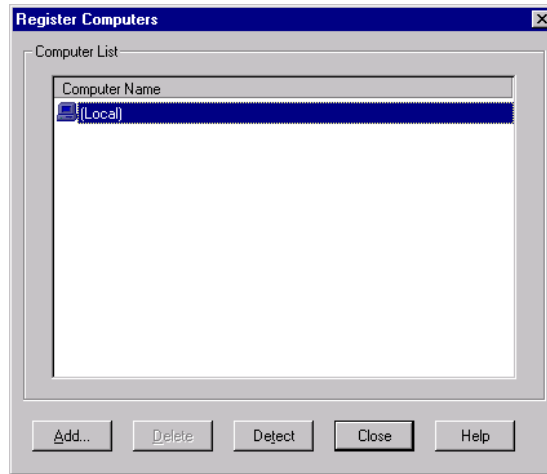 Register Computers
Computer List
Computer Name
(Local)
Add...
Delete
Detect
Close
Help